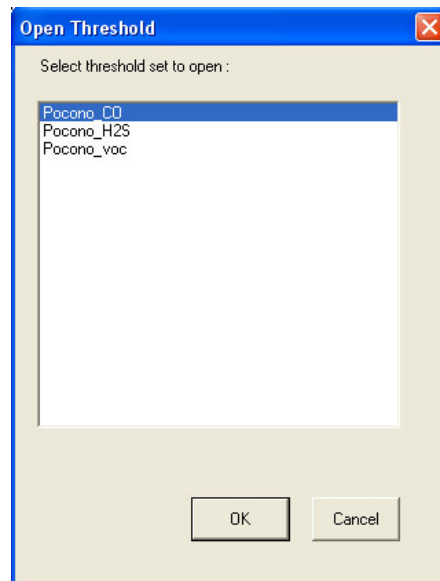 Open Threshold
Select threshold set to open :
Pocono_CO
Pocono_H2S
Pocono_voc
OK
Cancel